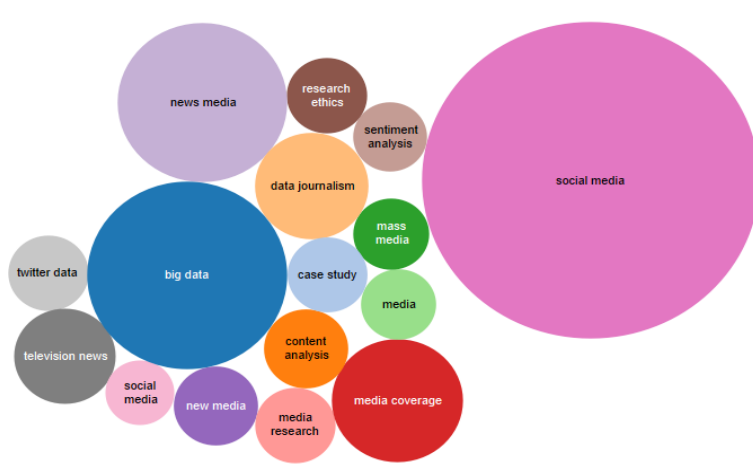 news media
research
ethics
sentiment
analysis
social media
data journalism
mass
media
twitter data
big data
case study
media
television news
content
analysis
social
media
new media
media
research
media coverage